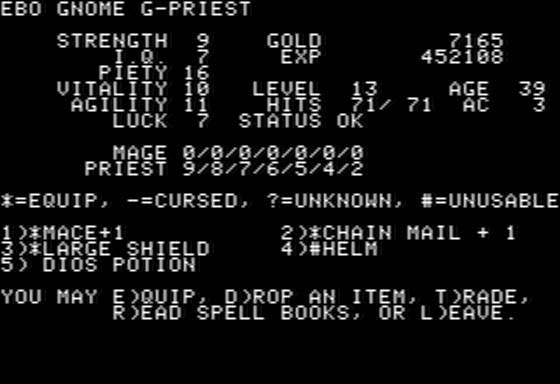 EBO GNOME G-PRIEST
STRENGTH 9 GOLD 7165
I.Q. 7 EXP 452108
PIETY 16
VITALITY 10 LEVEL 13 AGE 39
AGILITY 11 HITS 71/ 71 AC 3
LUCK 7 STATUS OK
MAGE 0/0/0/0/0/0/0
PRIEST 9/8/7/6/5/4/2
*=EQUIP, -=CURSED, ?=UNKNOWN, #=UNUSABLE
1)*MACE+1 2)*CHAIN MAIL + 1
3)*LARGE SHIELD 4)#HELM
5) DIOS POTION
YOU MAY E)QUIP, D)ROP AN ITEM, T)RADE,
R)EAD SPELL BOOKS, OR L)EAVE.